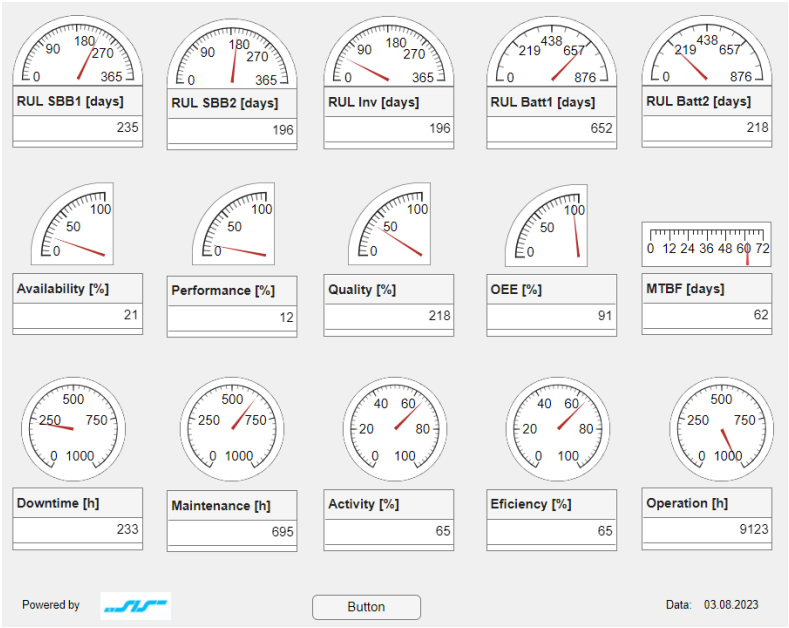 0 90 180 270 365
RUL SBB1 [days]
235
0 90 180 270 365
RUL SBB2 [days]
196
0 90 180 270 365
RUL Inv [days]
196
0 219 438 657 876
RUL Batt1 [days]
652
0 219 438 657 876
RUL Batt2 [days]
218
0 50 100
Availability [%]
21
0 50 100
Performance [%]
12
0 50 100
Quality [%]
218
0 50 100
OEE [%]
91
0 12 24 36 48 60 72
MTBF [days]
62
0 250 500 750 1000
Downtime [h]
233
0 250 500 750 1000
Maintenance [h]
695
0 20 40 60 80 100
Activity [%]
65
0 20 40 60 80 100
Eficiency [%]
65
0 250 500 750 1000
Operation [h]
9123
Powered by
Button
Data: 03.08.2023